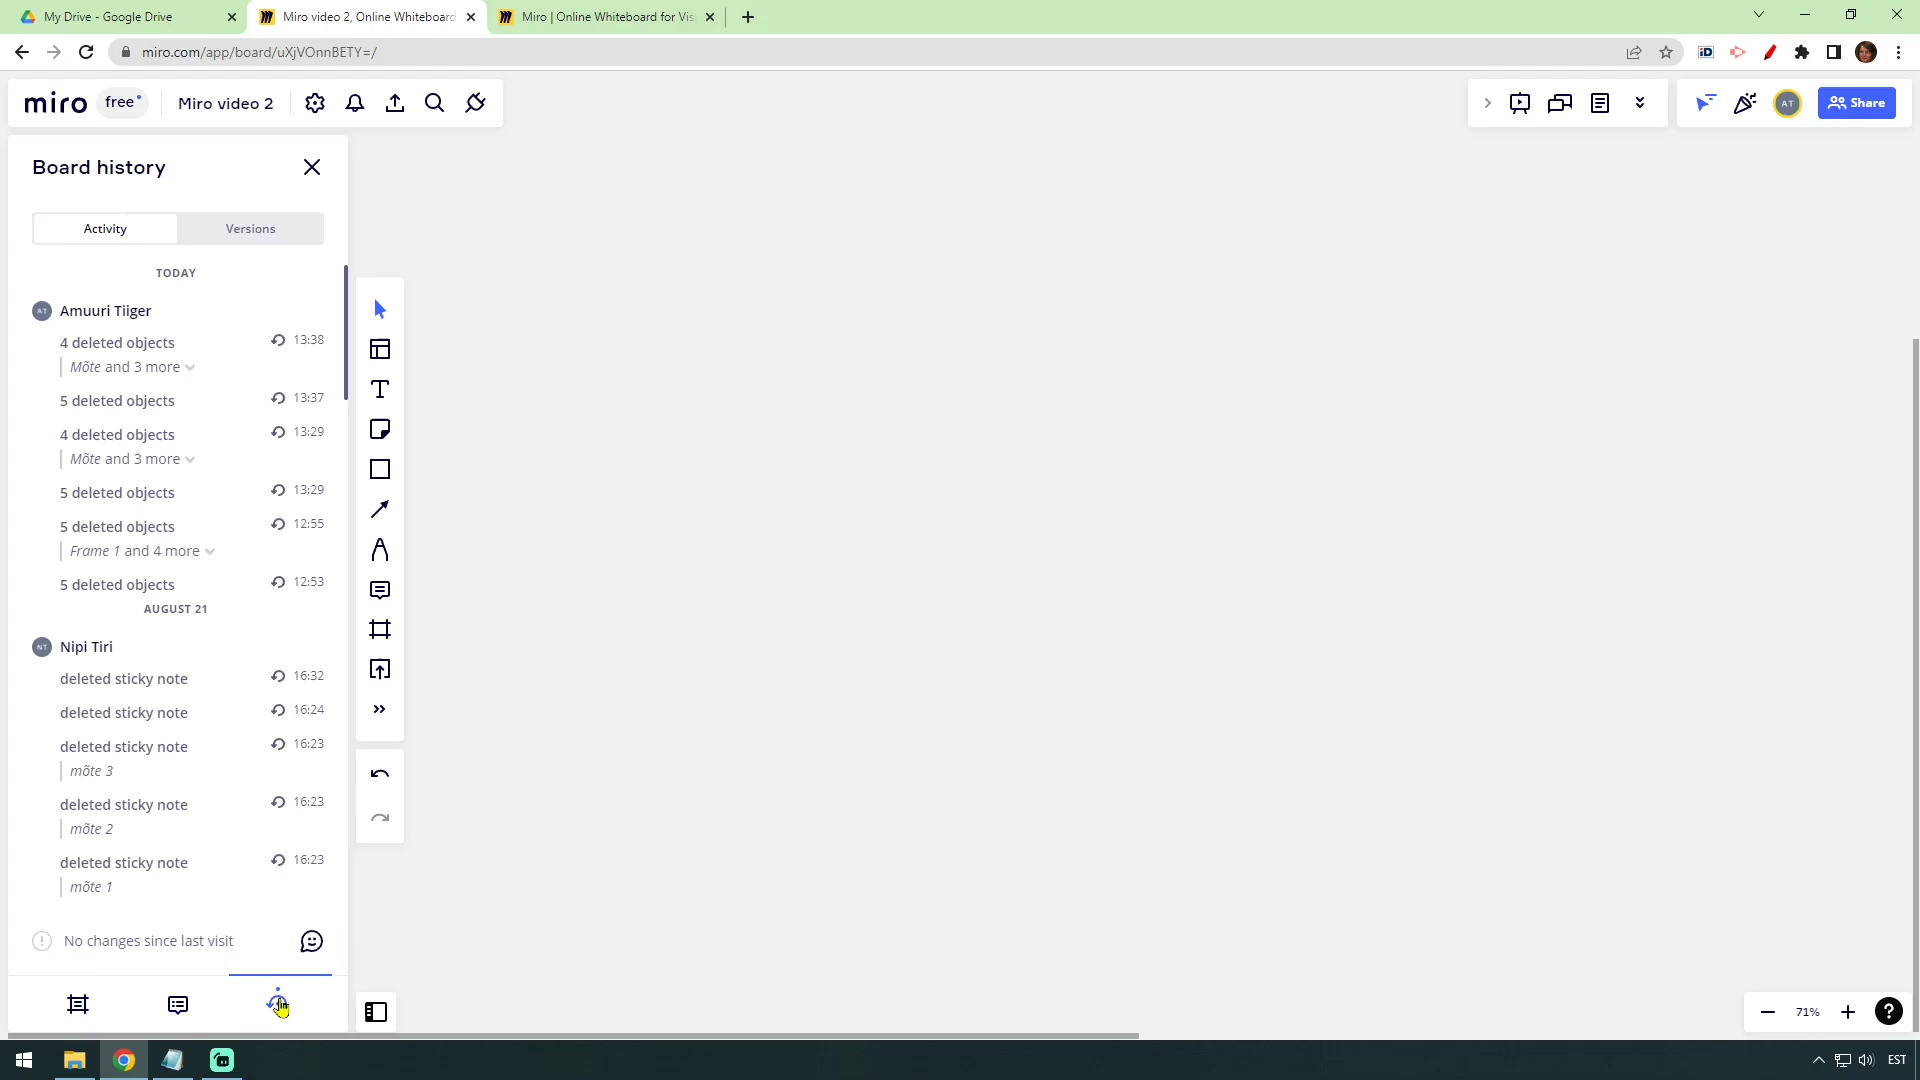 My Drive - Google Drive
Miro video 2, Online Whiteboard
Miro | Online Whiteboard for Vis
miro.com/app/board/uXjVOnnBETY=/
miro free Miro video 2
AT Share
Board history
Activity Versions
TODAY
AT Amuuri Tiiger
4 deleted objects 13:38
Mõte and 3 more
5 deleted objects 13:37
4 deleted objects 13:29
Mõte and 3 more
5 deleted objects 13:29
5 deleted objects 12:55
Frame 1 and 4 more
5 deleted objects 12:53
AUGUST 21
NT Nipi Tiri
deleted sticky note 16:32
deleted sticky note 16:24
deleted sticky note 16:23
mõte 3
deleted sticky note 16:23
mõte 2
deleted sticky note 16:23
mõte 1
No changes since last visit
71%
EST